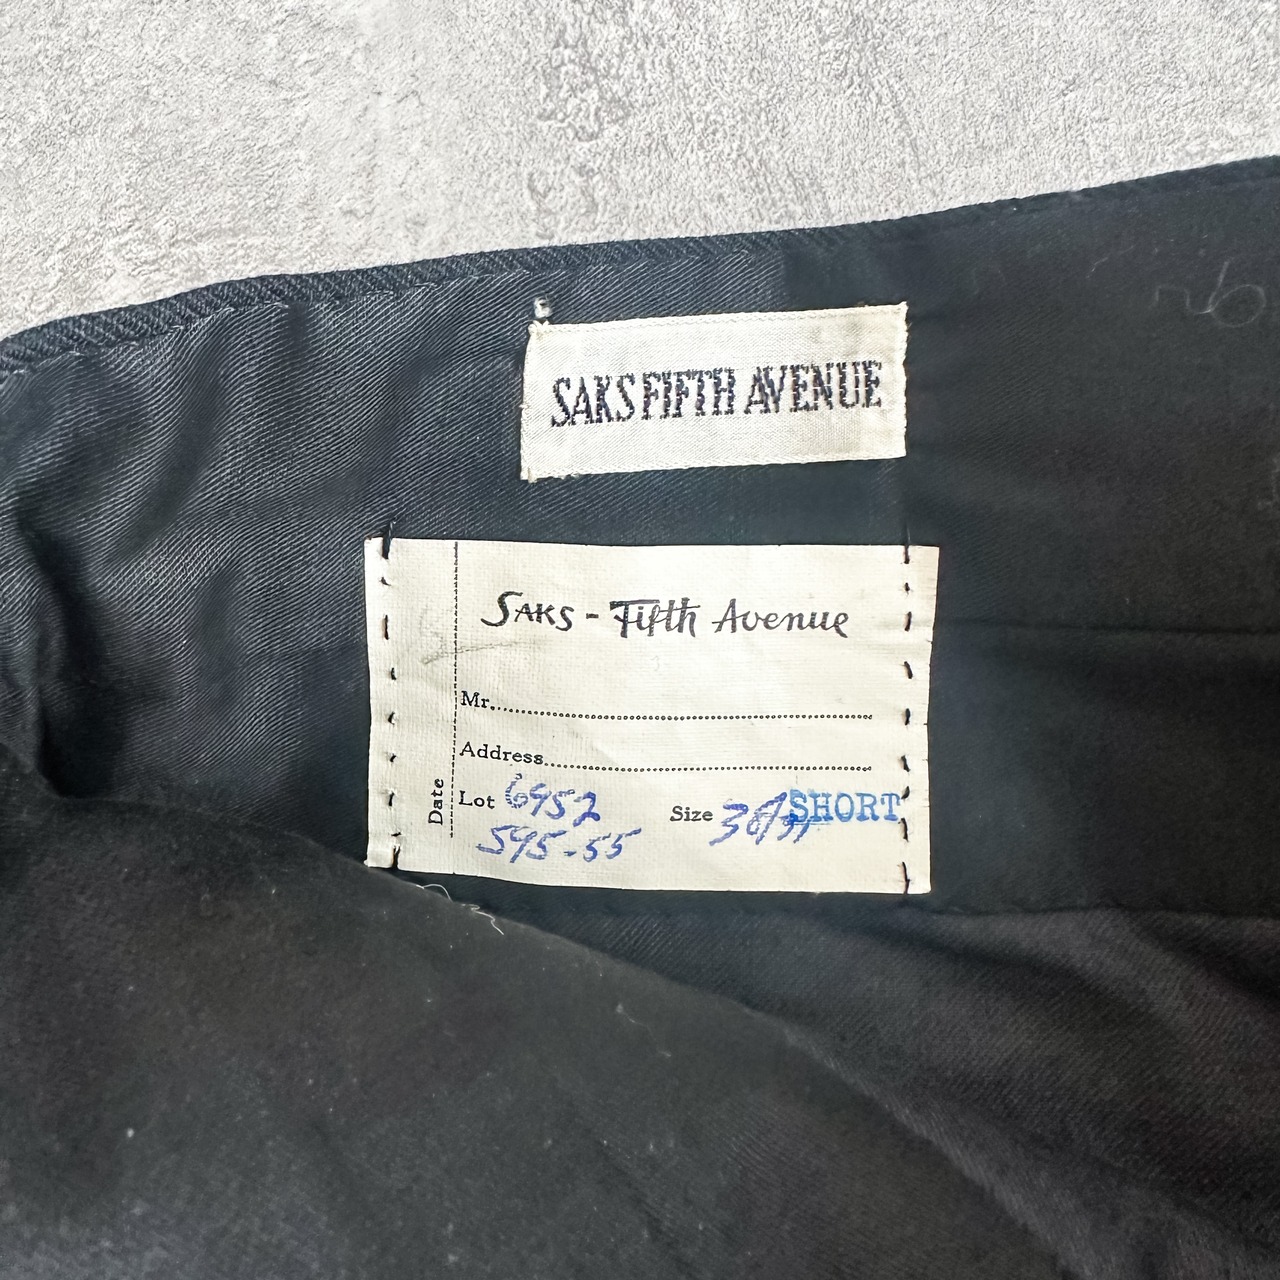 SAKS FIFTH AVENUE
SAKS - Fifth Avenue
Mr.
Address
Date
Lot 6952 Size SHORT
595-55